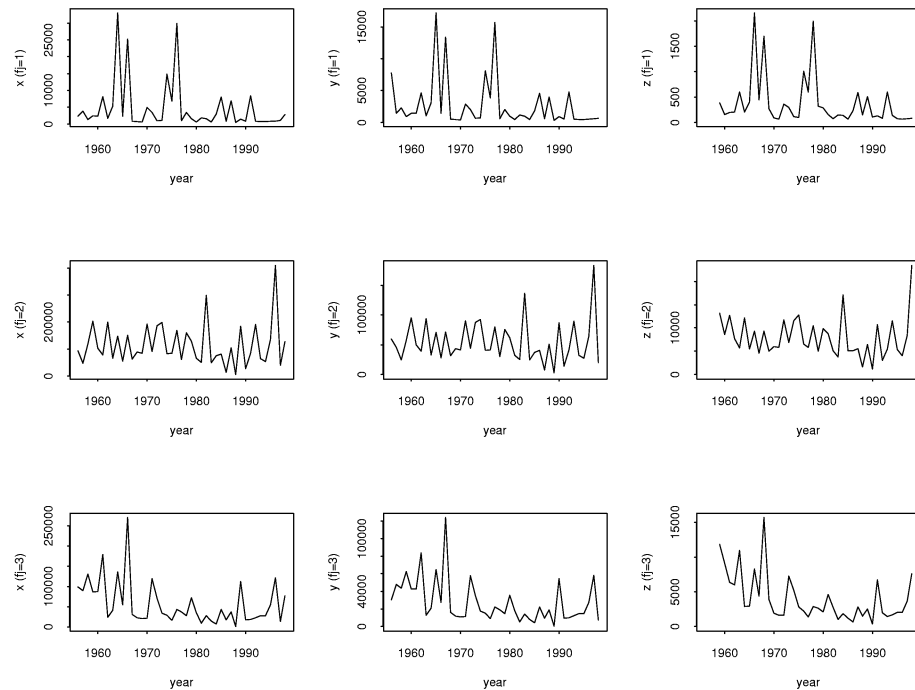 x (fj=1)
0 10000 25000
1960 1970 1980 1990
year
y (fj=1)
0 5000 15000
1960 1970 1980 1990
year
z (fj=1)
0 500 1500
1960 1970 1980 1990
year
x (fj=2)
0 200000
1960 1970 1980 1990
year
y (fj=2)
0 100000
1960 1970 1980 1990
year
z (fj=2)
0 10000
1960 1970 1980 1990
year
x (fj=3)
0 100000 250000
1960 1970 1980 1990
year
y (fj=3)
0 40000 100000
1960 1970 1980 1990
year
z (fj=3)
0 5000 15000
1960 1970 1980 1990
year